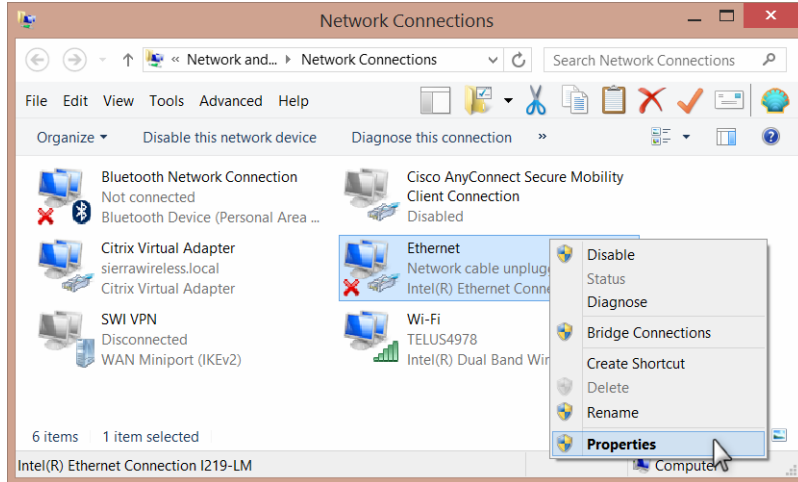 Network Connections
« Network and... Network Connections
Search Network Connections
File Edit View Tools Advanced Help
Organize Disable this network device Diagnose this connection »
Bluetooth Network Connection
Not connected
Bluetooth Device (Personal Area ...
Cisco AnyConnect Secure Mobility
Client Connection
Disabled
Citrix Virtual Adapter
sierrawireless.local
Citrix Virtual Adapter
Ethernet
Network cable unplug
Intel(R) Ethernet Conne
SWI VPN
Disconnected
WAN Miniport (IKEv2)
Wi-Fi
TELUS4978
Intel(R) Dual Band Wir
Disable
Status
Diagnose
Bridge Connections
Create Shortcut
Delete
Rename
Properties
6 items 1 item selected
Intel(R) Ethernet Connection I219-LM
Computer